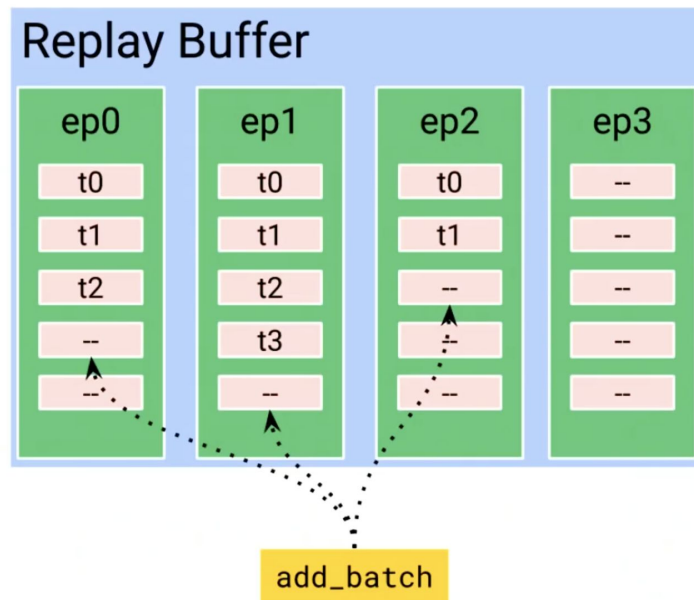 Replay Buffer
ep0
t0
t1
t2
--
--
ep1
t0
t1
t2
t3
--
ep2
t0
t1
--
--
--
ep3
--
--
--
--
--
add_batch